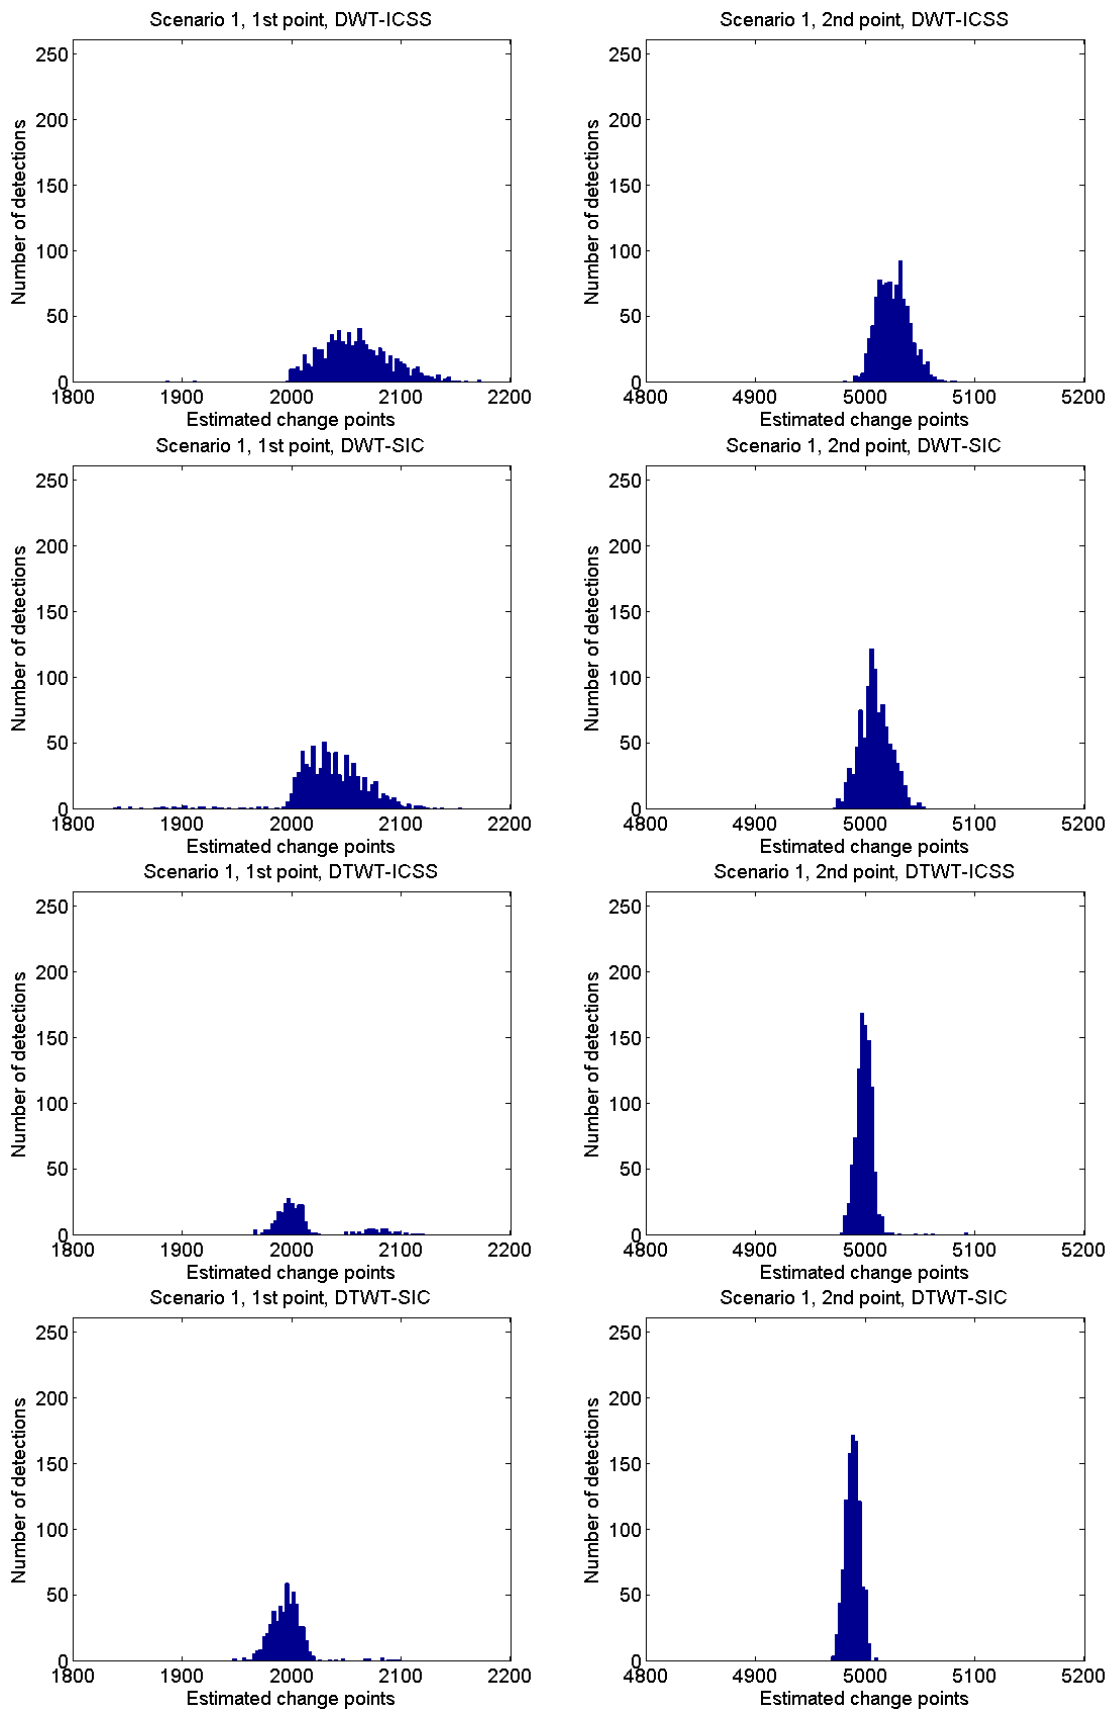 Scenario 1, 1st point, DWT-ICSS
Number of detections
250
200
150
100
50
0
1800 1900 2000 2100 2200
Estimated change points
Scenario 1, 2nd point, DWT-ICSS
Number of detections
250
200
150
100
50
0
4800 4900 5000 5100 5200
Estimated change points
Scenario 1, 1st point, DWT-SIC
Number of detections
250
200
150
100
50
0
1800 1900 2000 2100 2200
Estimated change points
Scenario 1, 2nd point, DWT-SIC
Number of detections
250
200
150
100
50
0
4800 4900 5000 5100 5200
Estimated change points
Scenario 1, 1st point, DTWT-ICSS
Number of detections
250
200
150
100
50
0
1800 1900 2000 2100 2200
Estimated change points
Scenario 1, 2nd point, DTWT-ICSS
Number of detections
250
200
150
100
50
0
4800 4900 5000 5100 5200
Estimated change points
Scenario 1, 1st point, DTWT-SIC
Number of detections
250
200
150
100
50
0
1800 1900 2000 2100 2200
Estimated change points
Scenario 1, 2nd point, DTWT-SIC
Number of detections
250
200
150
100
50
0
4800 4900 5000 5100 5200
Estimated change points